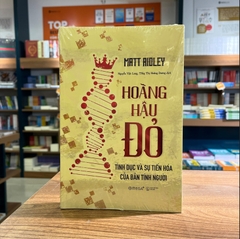 MATT RIDLEY
HOÀNG
HẬU
ĐỎ
TÌNH DỤC VÀ SỰ TIẾN HÓA
CỦA BẢN TÍNH NGƯỜI